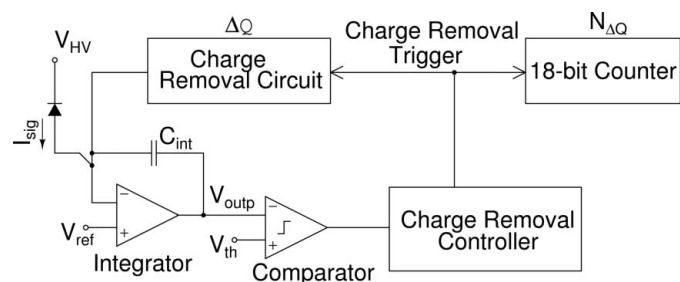 ΔQ
Charge Removal Circuit
Charge Removal Trigger
N_ΔQ
18-bit Counter
V_HV
I_sig
C_int
V_ref
Integrator
V_outp
V_th
Comparator
Charge Removal Controller
− + − +